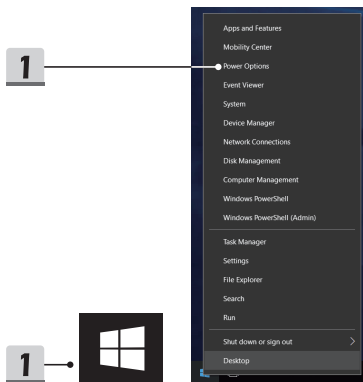 Apps and Features
Mobility Center
1
Power Options
Event Viewer
System
Device Manager
Network Connections
Disk Management
Computer Management
Windows PowerShell
Windows PowerShell (Admin)
Task Manager
Settings
File Explorer
Search
Run
Shut down or sign out
1
Desktop